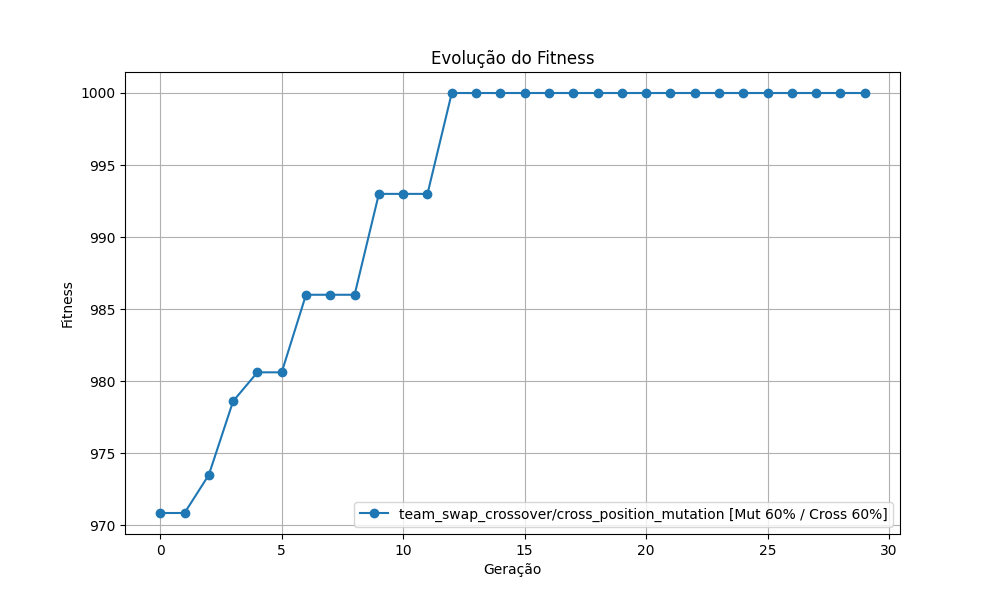 Evolução do Fitness
1000
995
990
985
980
975
970
Fitness
team_swap_crossover/cross_position_mutation [Mut 60% / Cross 60%]
0 5 10 15 20 25 30
Geração